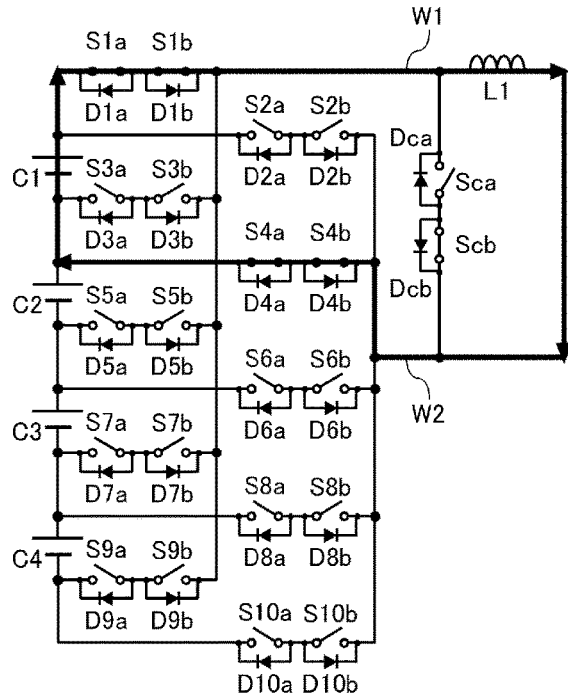 W1
S1a S1b
L1
D1a D1b
S2a S2b
Dca
C1
S3a S3b
D2a D2b
Sca
D3a D3b
S4a S4b
Scb
C2
S5a S5b
D4a D4b
Dcb
D5a D5b
S6a S6b
W2
C3
S7a S7b
D6a D6b
D7a D7b
S8a S8b
C4
S9a S9b
D8a D8b
D9a D9b
S10a S10b
D10a D10b